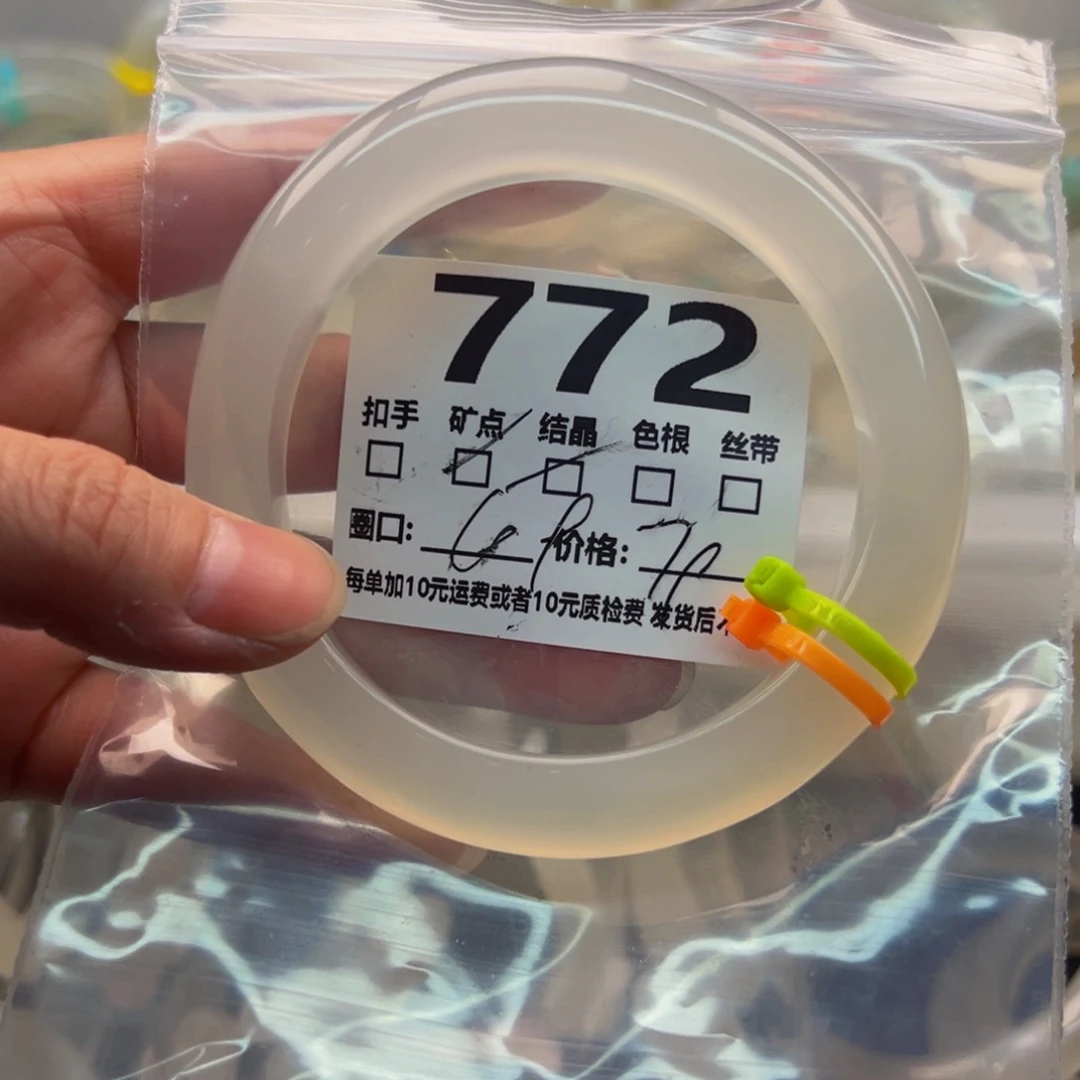 772
扣手 矿点 结晶 色根 丝带
圈口: 价格:
每单加10元运费或者10元质检费 发货后